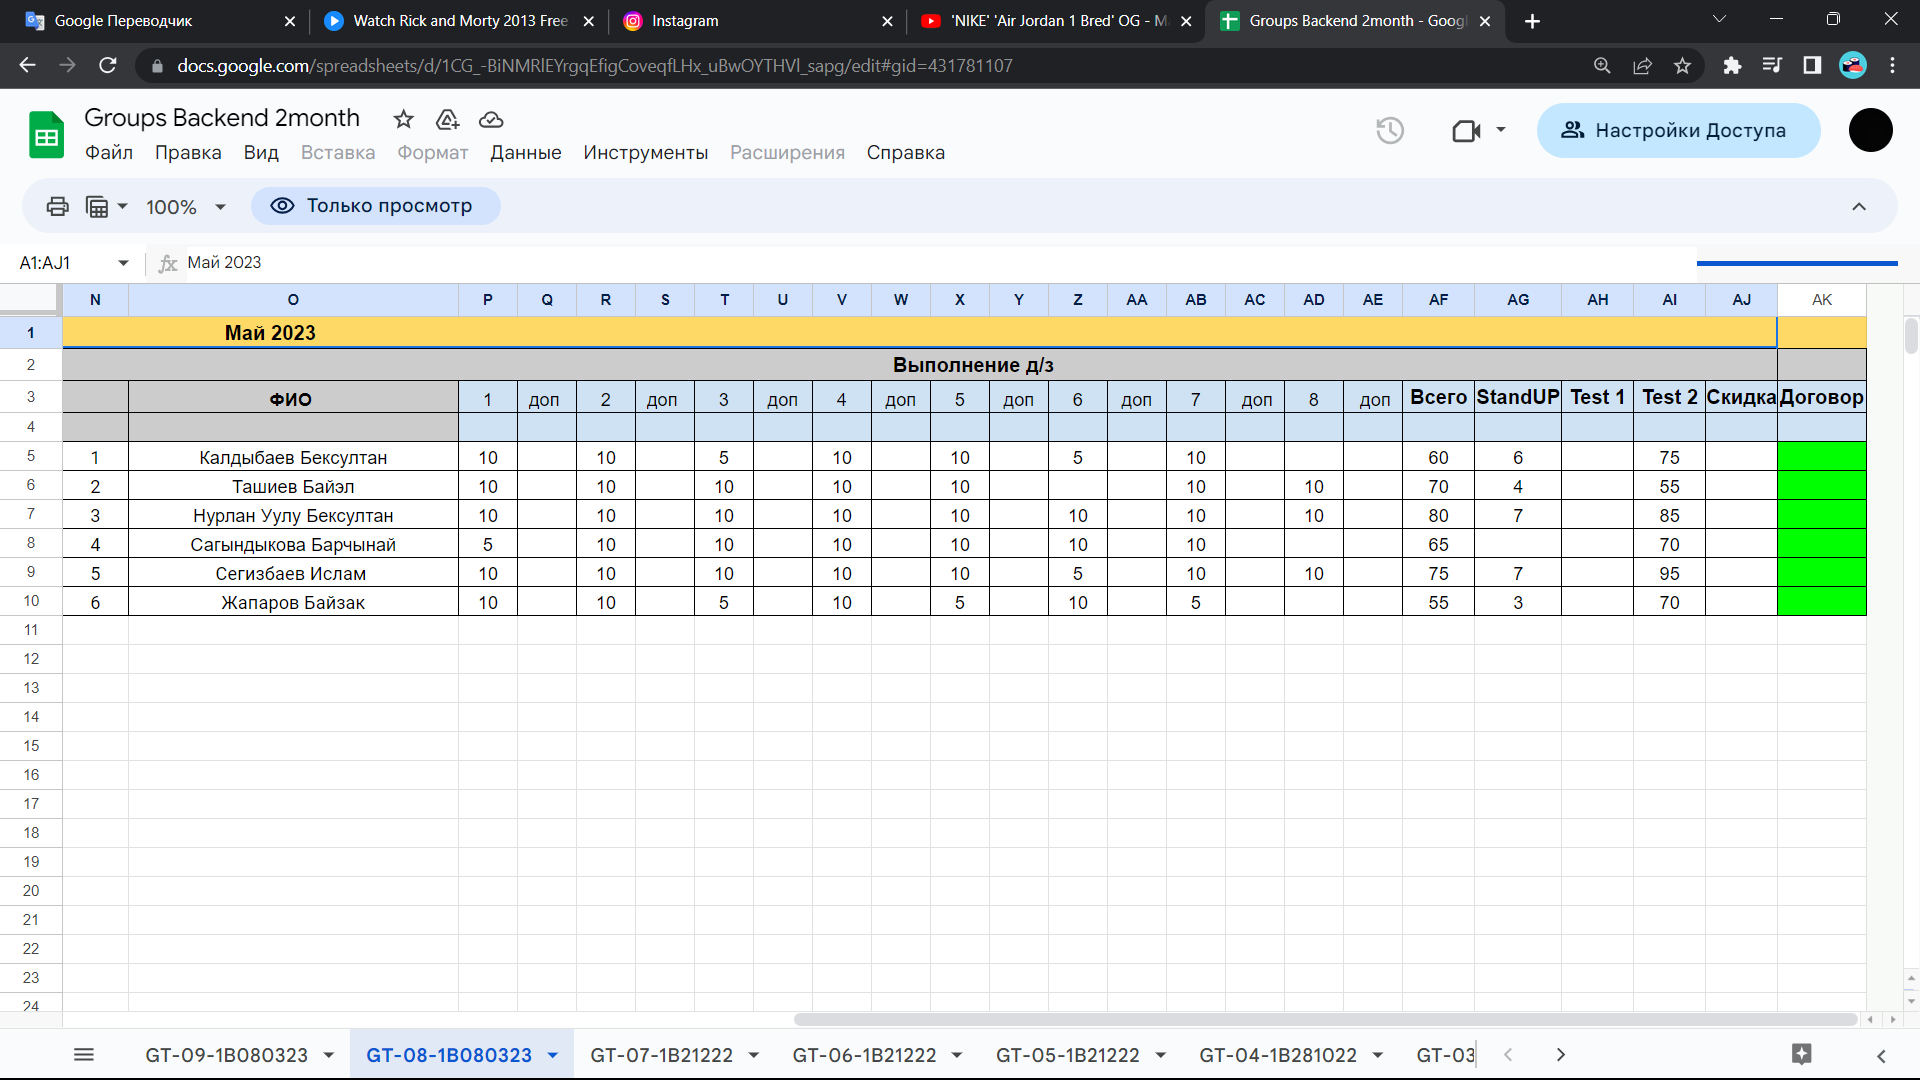 Google Переводчик
Watch Rick and Morty 2013 Free
Instagram
'NIKE' 'Air Jordan 1 Bred' OG - M
Groups Backend 2month - Goog
docs.google.com/spreadsheets/d/1CG_-BiNMRlEYrgqEfigCoveqfLHx_uBwOYTHVl_sapg/edit#gid=431781107
Groups Backend 2month
Настройки Доступа
Файл Правка Вид Вставка Формат Данные Инструменты Расширения Справка
100% Только просмотр
A1:AJ1 fx Май 2023
N O P Q R S T U V W X Y Z AA AB AC AD AE AF AG AH AI AJ AK
1 Май 2023
2 Выполнение д/з
3 ФИО 1 доп 2 доп 3 доп 4 доп 5 доп 6 доп 7 доп 8 доп Всего StandUP Test 1 Test 2 Скидка Договор
4
5 1 Калдыбаев Бексултан 10 10 5 10 10 5 10 60 6 75
6 2 Ташиев Байэл 10 10 10 10 10 10 10 70 4 55
7 3 Нурлан Уулу Бексултан 10 10 10 10 10 10 10 10 80 7 85
8 4 Сагындыкова Барчынай 5 10 10 10 10 10 10 65 70
9 5 Сегизбаев Ислам 10 10 10 10 10 5 10 10 75 7 95
10 6 Жапаров Байзак 10 10 5 10 5 10 5 55 3 70
11
12
13
14
15
16
17
18
19
20
21
22
23
24
GT-09-1B080323 GT-08-1B080323 GT-07-1B21222 GT-06-1B21222 GT-05-1B21222 GT-04-1B281022 GT-03